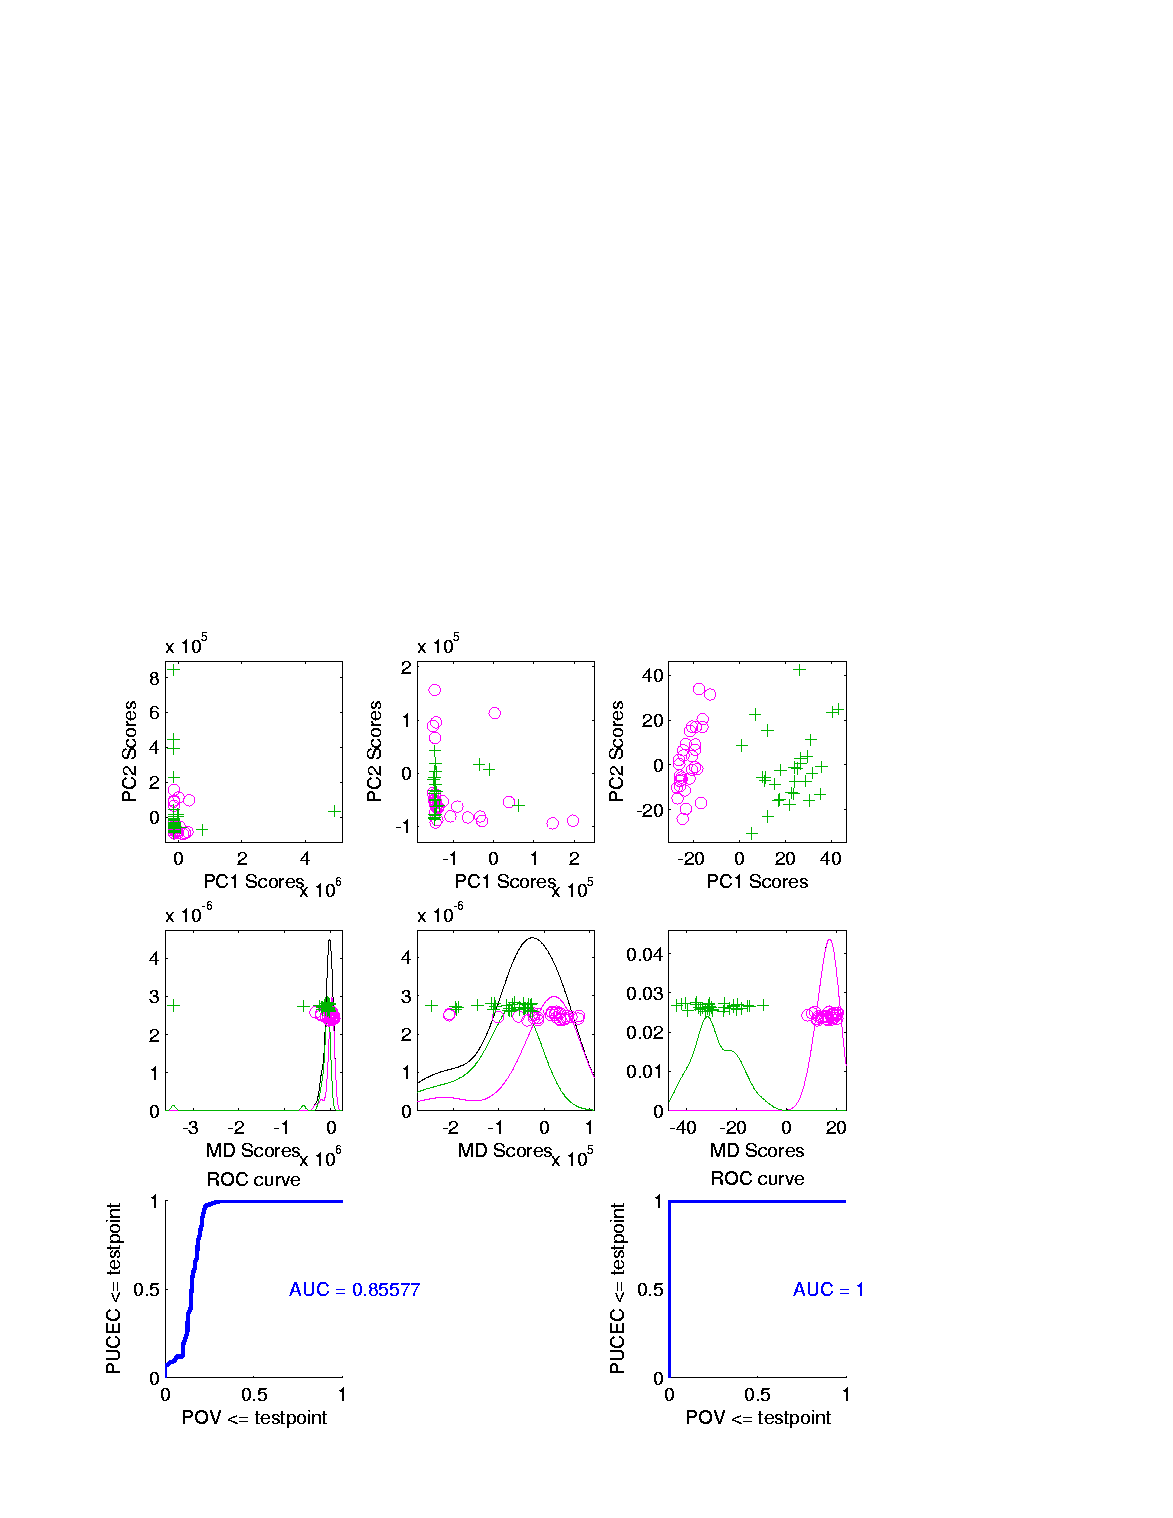 x 10^5
8
6
4
2
0
PC2 Scores
0 2 4
PC1 Scores
x 10^6
x 10^5
2
1
0
-1
PC2 Scores
-1 0 1 2
PC1 Scores
x 10^5
40
20
0
-20
PC2 Scores
-20 0 20 40
PC1 Scores
x 10^-6
4
3
2
1
0
-3 -2 -1 0
MD Scores
x 10^6
x 10^-6
4
3
2
1
0
-2 -1 0 1
MD Scores
x 10^5
0.04
0.03
0.02
0.01
0
-40 -20 0 20
MD Scores
ROC curve
1
0.5
0
PUCEC <= testpoint
AUC = 0.85577
0 0.5 1
POV <= testpoint
ROC curve
1
0.5
0
PUCEC <= testpoint
AUC = 1
0 0.5 1
POV <= testpoint